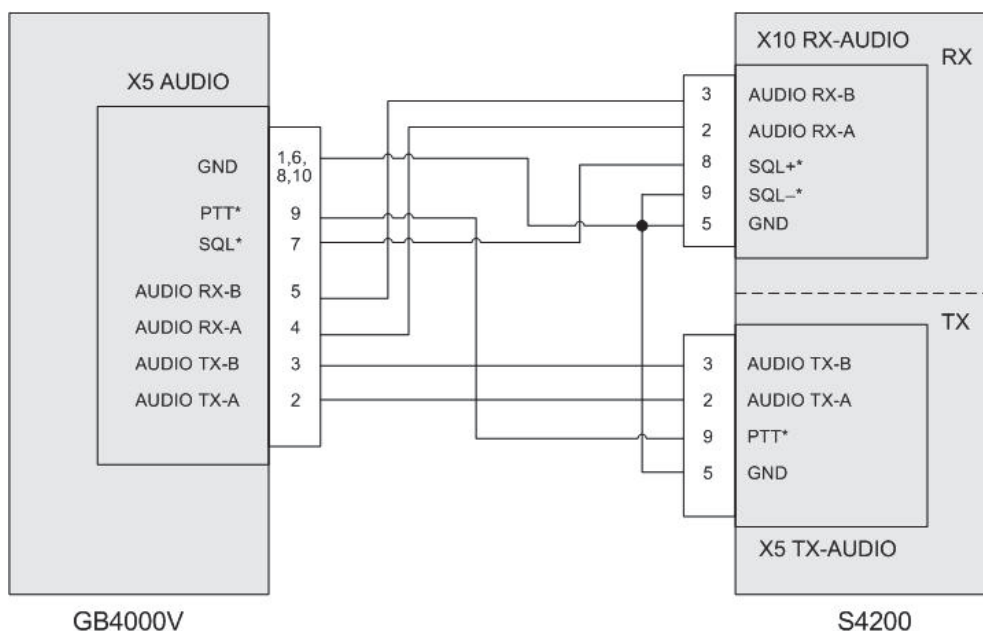 X5 AUDIO
GND 1,6,
8,10
PTT* 9
SQL* 7
AUDIO RX-B 5
AUDIO RX-A 4
AUDIO TX-B 3
AUDIO TX-A 2
GB4000V
X10 RX-AUDIO
RX
3 AUDIO RX-B
2 AUDIO RX-A
8 SQL+*
9 SQL–*
5 GND
TX
3 AUDIO TX-B
2 AUDIO TX-A
9 PTT*
5 GND
X5 TX-AUDIO
S4200